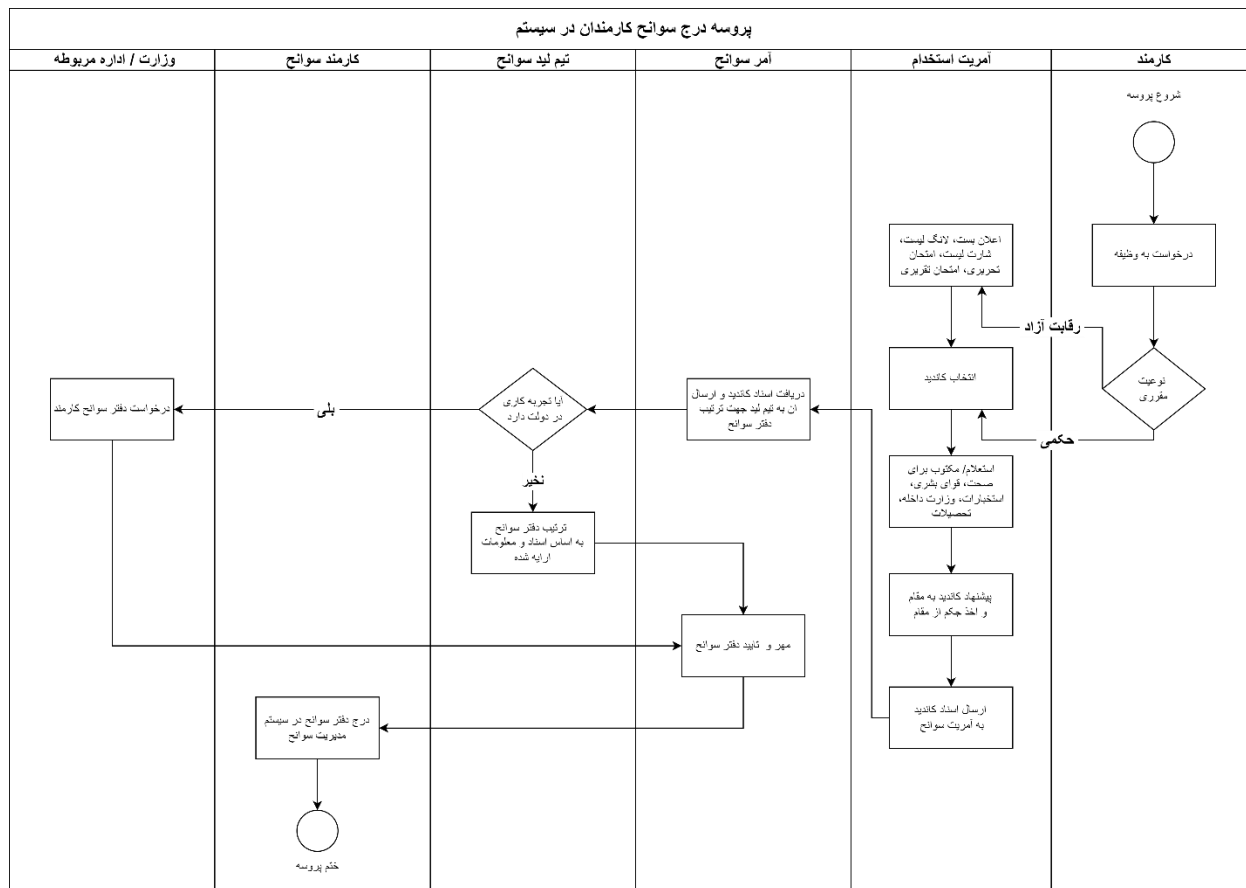 پروسه درج سوانح کارمندان در سیستم
کارمند
آمریت استخدام
آمر سوانح
تیم لید سوانح
کارمند سوانح
وزارت / اداره مربوطه
شروع پروسه
درخواست به وظیفه
نوعیت
مقرری
رقابت آزاد
حکمی
اعلان بست، لانگ لیست،
شارت لیست، امتحان
تحریری، امتحان تقریری
انتخاب کاندید
استعلام/ مکتوب برای
صحت، قوای بشری،
استخبارات، وزارت داخله،
تحصیلات
پیشنهاد کاندید به مقام
و اخذ حکم از مقام
ارسال اسناد کاندید
به آمریت سوانح
دریافت اسناد کاندید و ارسال
ان به تیم لید جهت ترتیب
دفتر سوانح
آیا تجربه کاری
در دولت دارد
بلی
نخیر
درخواست دفتر سوانح کارمند
ترتیب دفتر سوانح
به اساس اسناد و معلومات
ارایه شده
مهر و تایید دفتر سوانح
درج دفتر سوانح در سیستم
مدیریت سوانح
ختم پروسه